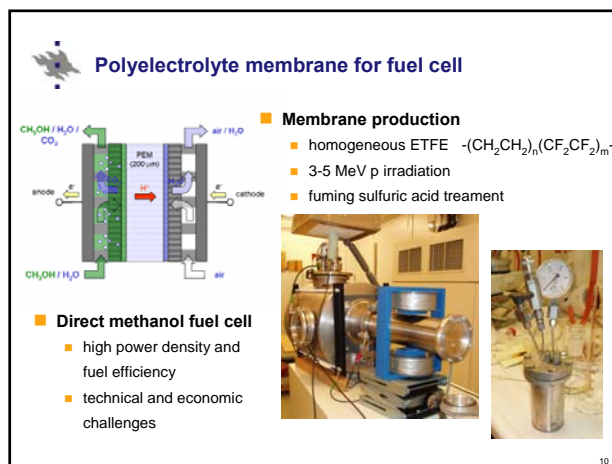 Polyelectrolyte membrane for fuel cell
CH₃OH / H₂O /
CO₂
air / H₂O
PEM
(200 µm)
H⁺
e⁻
anode
e⁻
cathode
CH₃OH / H₂O
air
Membrane production
homogeneous ETFE -(CH₂CH₂)ₙ(CF₂CF₂)ₘ-
3-5 MeV p irradiation
fuming sulfuric acid treament
Direct methanol fuel cell
high power density and
fuel efficiency
technical and economic
challenges
10